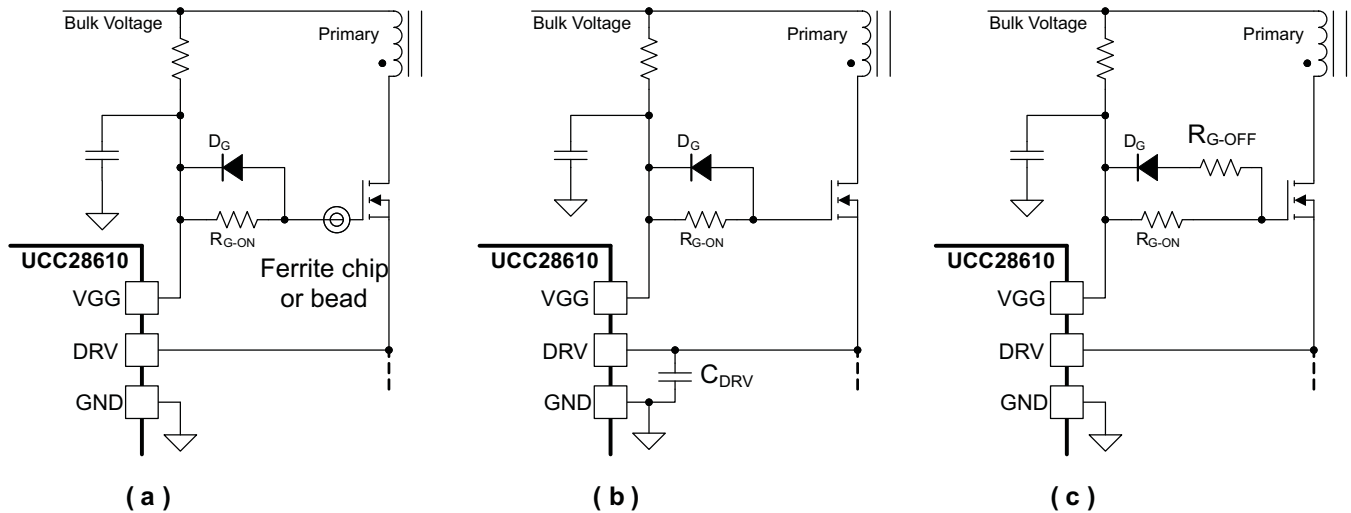 Bulk Voltage
Primary
D_G
R_G-ON
UCC28610
Ferrite chip
or bead
VGG
DRV
GND
( a )
Bulk Voltage
Primary
D_G
R_G-ON
UCC28610
VGG
DRV
C_DRV
GND
( b )
Bulk Voltage
Primary
D_G
R_G-OFF
R_G-ON
UCC28610
VGG
DRV
GND
( c )